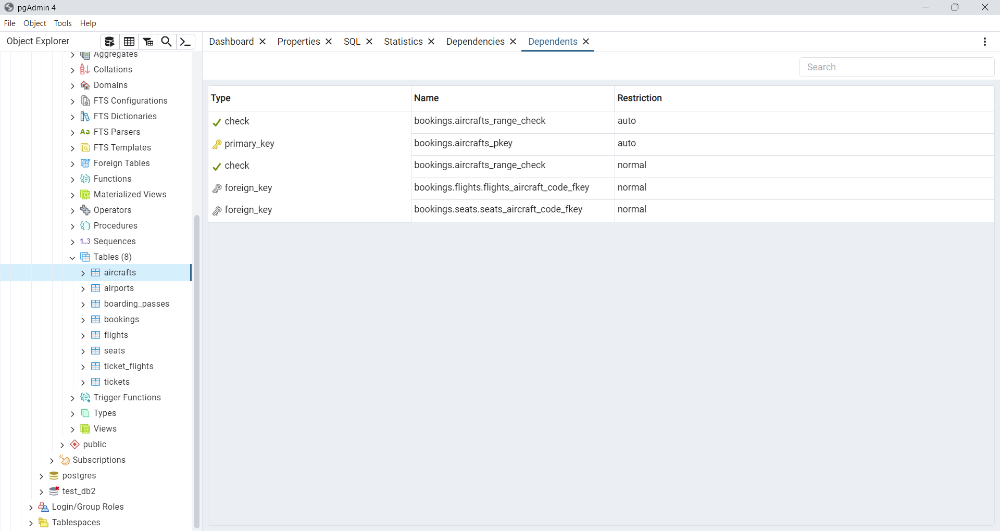 pgAdmin 4
File Object Tools Help
Object Explorer
Dashboard Properties SQL Statistics Dependencies Dependents
Search
Aggregates
Collations
Domains
FTS Configurations
FTS Dictionaries
Aa FTS Parsers
FTS Templates
Foreign Tables
Functions
Materialized Views
Operators
Procedures
1..3 Sequences
Tables (8)
aircrafts
airports
boarding_passes
bookings
flights
seats
ticket_flights
tickets
Trigger Functions
Types
Views
public
Subscriptions
postgres
test_db2
Login/Group Roles
Tablespaces
Type Name Restriction
check bookings.aircrafts_range_check auto
primary_key bookings.aircrafts_pkey auto
check bookings.aircrafts_range_check normal
foreign_key bookings.flights.flights_aircraft_code_fkey normal
foreign_key bookings.seats.seats_aircraft_code_fkey normal